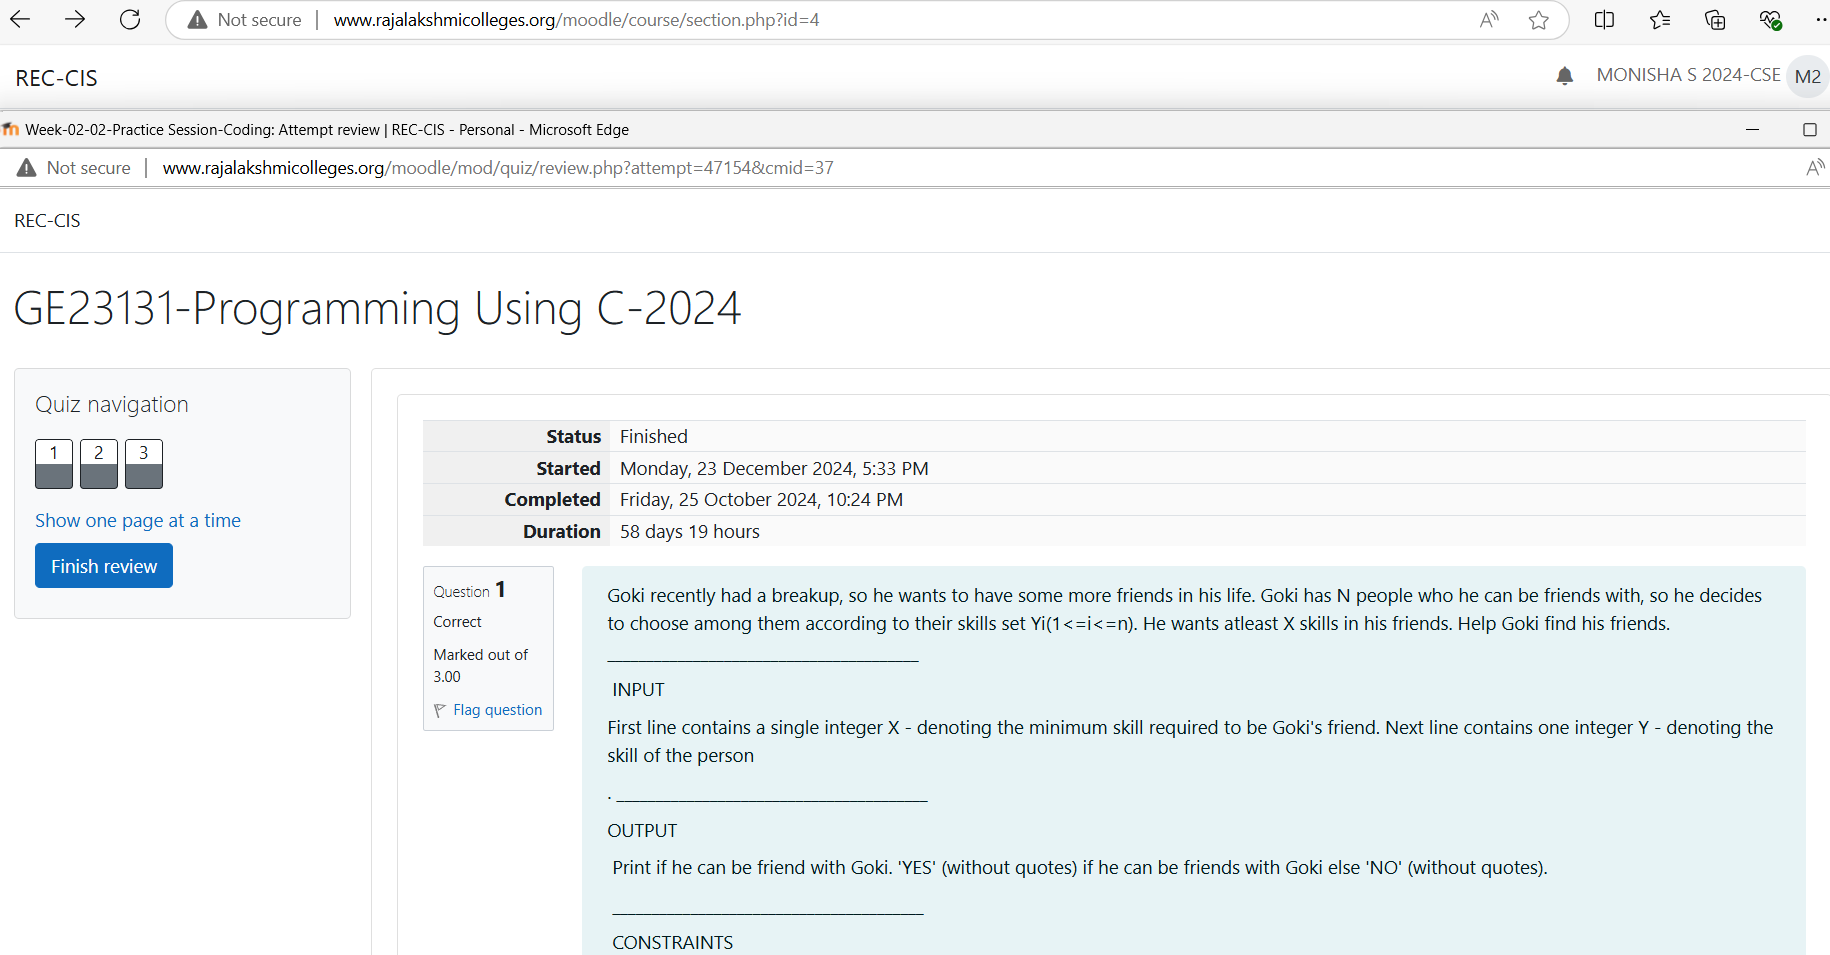 Not secure www.rajalakshmicolleges.org/moodle/course/section.php?id=4
REC-CIS MONISHA S 2024-CSE M2
Week-02-02-Practice Session-Coding: Attempt review | REC-CIS - Personal - Microsoft Edge
Not secure www.rajalakshmicolleges.org/moodle/mod/quiz/review.php?attempt=47154&cmid=37
REC-CIS
GE23131-Programming Using C-2024
Quiz navigation
1 2 3
Show one page at a time
Finish review
Status Finished
Started Monday, 23 December 2024, 5:33 PM
Completed Friday, 25 October 2024, 10:24 PM
Duration 58 days 19 hours
Question 1
Correct
Marked out of
3.00
Flag question
Goki recently had a breakup, so he wants to have some more friends in his life. Goki has N people who he can be friends with, so he decides
to choose among them according to their skills set Yi(1<=i<=n). He wants atleast X skills in his friends. Help Goki find his friends.
________________________________________
INPUT
First line contains a single integer X - denoting the minimum skill required to be Goki's friend. Next line contains one integer Y - denoting the
skill of the person
. ________________________________________
OUTPUT
Print if he can be friend with Goki. 'YES' (without quotes) if he can be friends with Goki else 'NO' (without quotes).
________________________________________
CONSTRAINTS